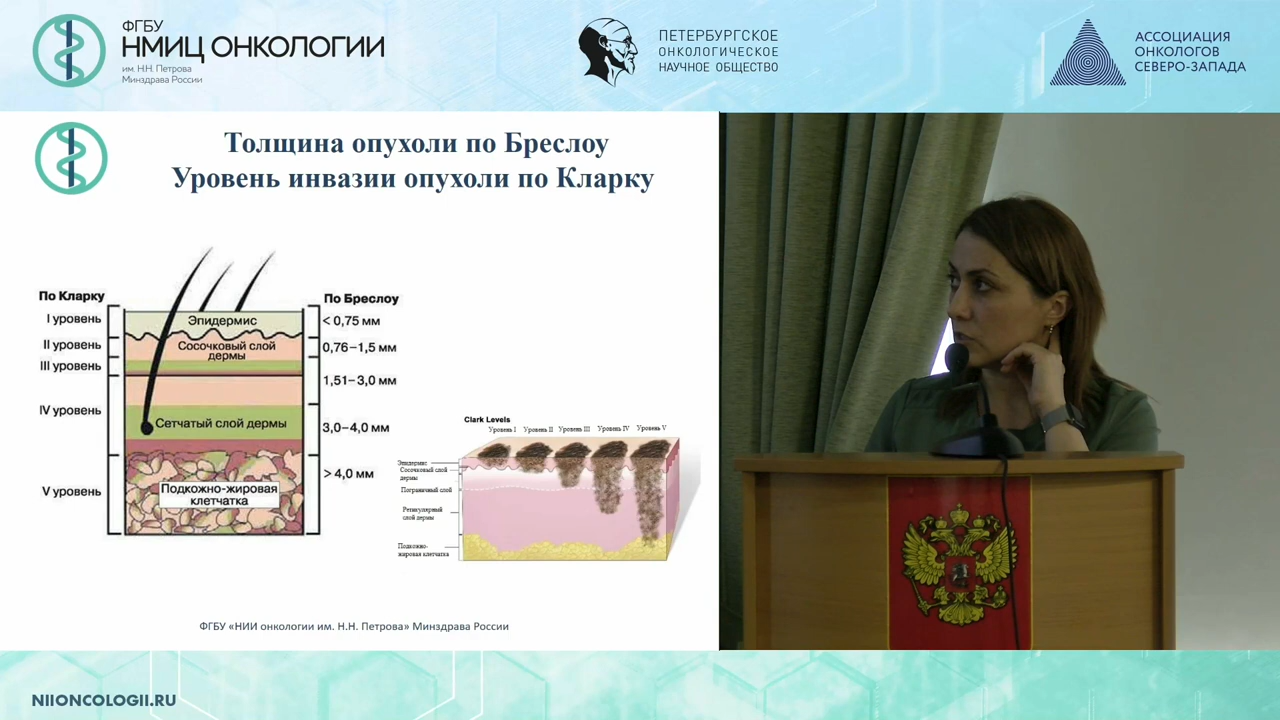 ФГБУ
НМИЦ ОНКОЛОГИИ
им. Н.Н. Петрова
Минздрава России
ПЕТЕРБУРГСКОЕ
ОНКОЛОГИЧЕСКОЕ
НАУЧНОЕ ОБЩЕСТВО
АССОЦИАЦИЯ
ОНКОЛОГОВ
СЕВЕРО-ЗАПАДА
Толщина опухоли по Бреслоу
Уровень инвазии опухоли по Кларку
По Кларку
I уровень
II уровень
III уровень
IV уровень
V уровень
Эпидермис
Сосочковый слой
дермы
Сетчатый слой дермы
Подкожно-жировая
клетчатка
По Бреслоу
< 0,75 мм
0,76–1,5 мм
1,51–3,0 мм
3,0–4,0 мм
> 4,0 мм
Clark Levels
Уровень I Уровень II Уровень III Уровень IV Уровень V
Эпидермис
Сосочковый слой
дермы
Пограничный слой
Ретикулярный
слой дермы
Подкожно-
жировая клетчатка
ФГБУ «НИИ онкологии им. Н.Н. Петрова» Минздрава России
NIIONCOLOGII.RU